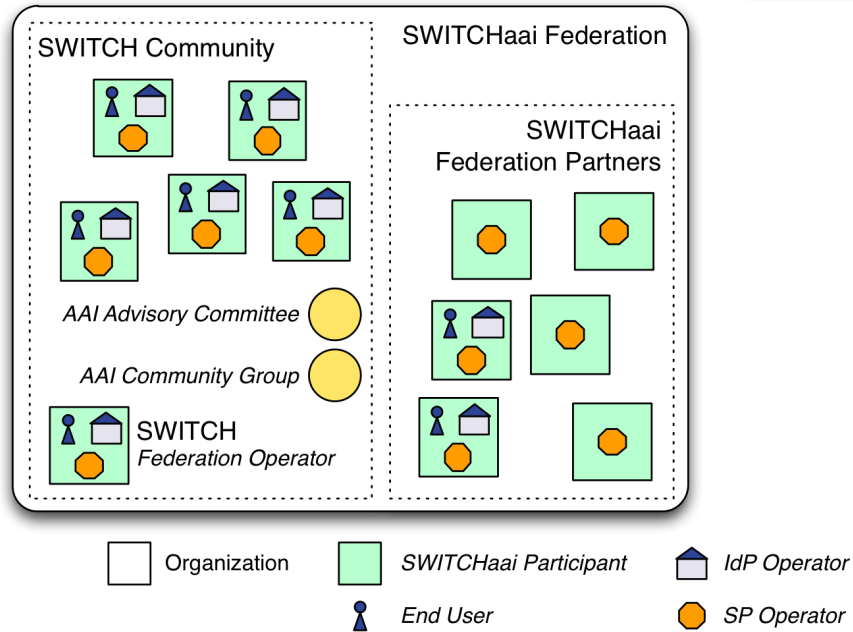 SWITCH Community
SWITCHaai Federation
SWITCHaai
Federation Partners
AAI Advisory Committee
AAI Community Group
SWITCH
Federation Operator
Organization
SWITCHaai Participant
IdP Operator
End User
SP Operator